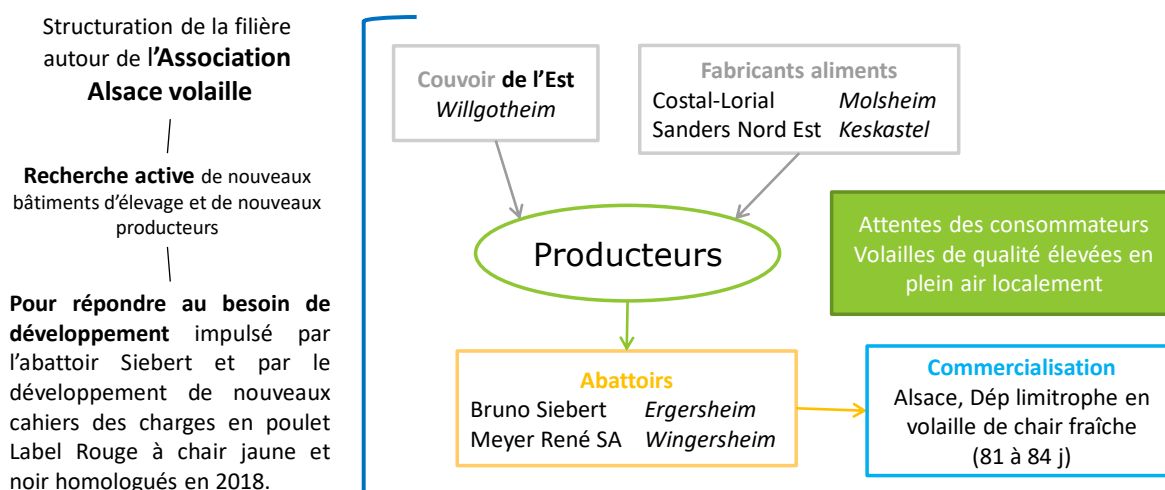 Structuration de la filière
autour de l'Association
Alsace volaille
Recherche active de nouveaux
bâtiments d'élevage et de nouveaux
producteurs
Pour répondre au besoin de
développement impulsé par
l'abattoir Siebert et par le
développement de nouveaux
cahiers des charges en poulet
Label Rouge à chair jaune et
noir homologués en 2018.
Couvoir de l'Est
Willgotheim
Fabricants aliments
Costal-Lorial Molsheim
Sanders Nord Est Keskastel
Producteurs
Attentes des consommateurs
Volailles de qualité élevées en
plein air localement
Abattoirs
Bruno Siebert Ergersheim
Meyer René SA Wingersheim
Commercialisation
Alsace, Dép limitrophe en
volaille de chair fraîche
(81 à 84 j)